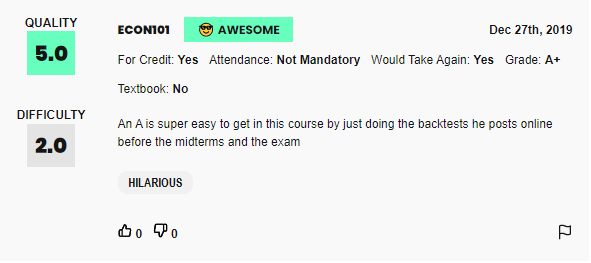 QUALITY
5.0
DIFFICULTY
2.0
ECON101 AWESOME Dec 27th, 2019
For Credit: Yes Attendance: Not Mandatory Would Take Again: Yes Grade: A+
Textbook: No
An A is super easy to get in this course by just doing the backtests he posts online
before the midterms and the exam
HILARIOUS
0 0